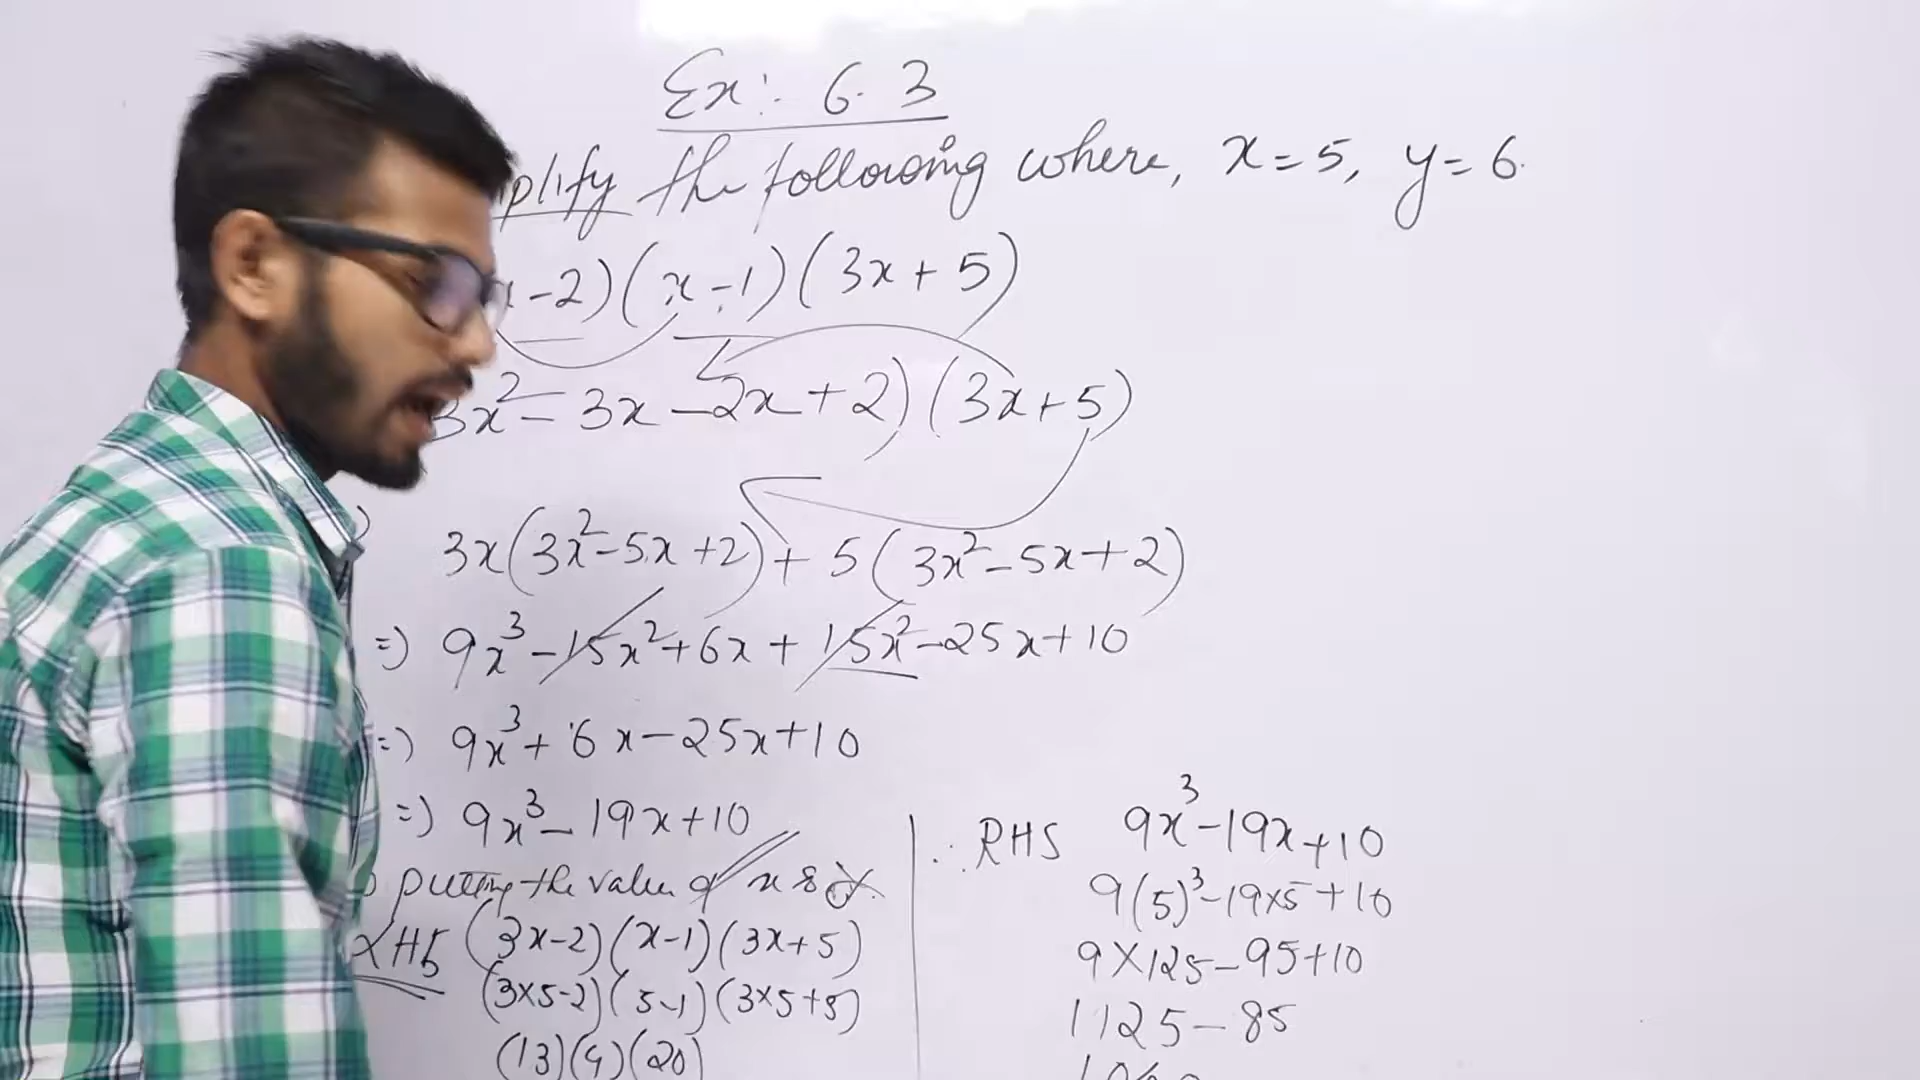 Ex:- 6.3
plify the following where, x=5, y=6.
x-2)(x-1)(3x+5)
3x²-3x-2x+2)(3x+5)
3x(3x²-5x+2)+5(3x²-5x+2)
=) 9x³-15x²+6x+15x²-25x+10
=) 9x³+6x-25x+10
=) 9x³-19x+10
putting the value of x &
LHS (3x-2)(x-1)(3x+5)
(3×5-2)(5-1)(3×5+5)
(13)(4)(20)
∴ RHS 9x³-19x+10
9(5)³-19×5+10
9×125-95+10
1125-85